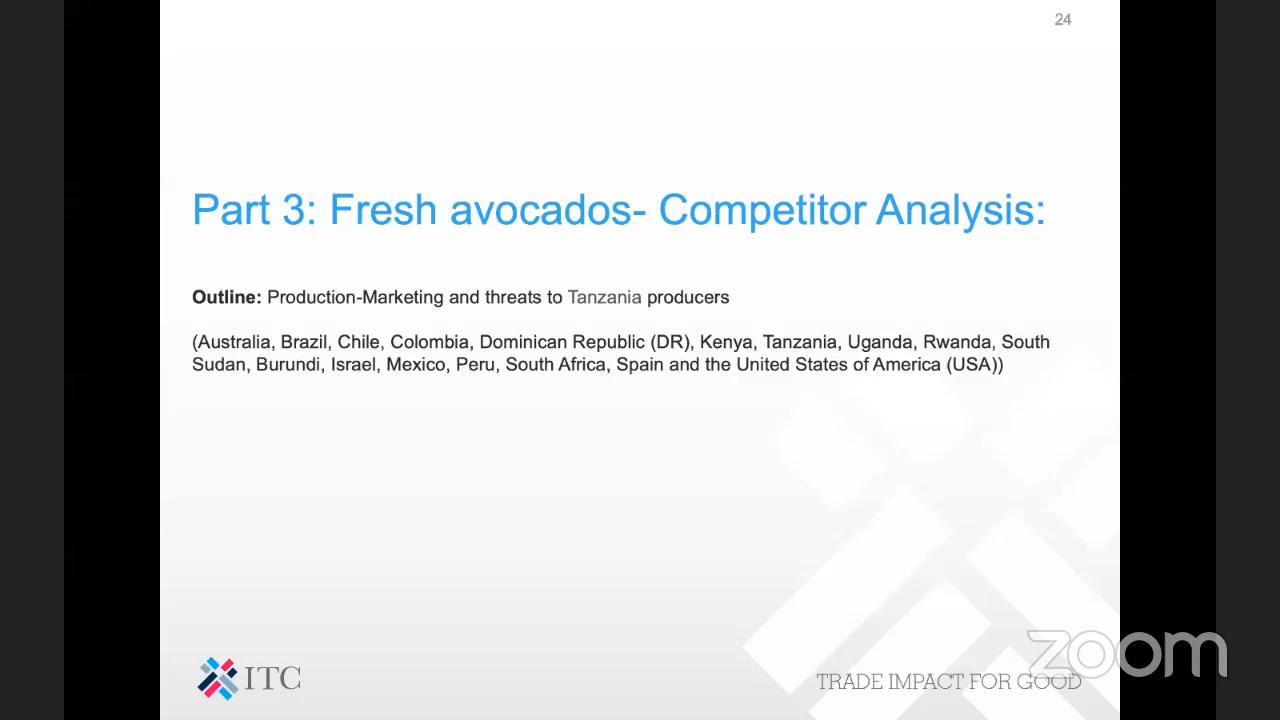 24
Part 3: Fresh avocados- Competitor Analysis:
Outline: Production-Marketing and threats to Tanzania producers
(Australia, Brazil, Chile, Colombia, Dominican Republic (DR), Kenya, Tanzania, Uganda, Rwanda, South
Sudan, Burundi, Israel, Mexico, Peru, South Africa, Spain and the United States of America (USA))
ITC
TRADE IMPACT FOR GOOD
zoom